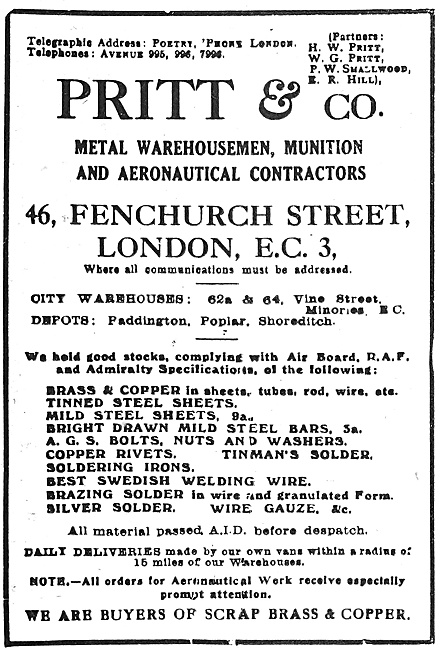 Telegraphic Address: POETRY, 'PHONE LONDON.
Telephones: AVENUE 995, 996, 7996.
(Partners:
H. W. PRITT,
W. G. PRITT,
P. W. SMALLWOOD,
E. R. HILL),
PRITT & CO.
METAL WAREHOUSEMEN, MUNITION
AND AERONAUTICAL CONTRACTORS
46, FENCHURCH STREET,
LONDON, E.C. 3,
Where all communications must be addressed.
CITY WAREHOUSES: 62a & 64, Vine Street,
Minories, E C.
DEPOTS: Paddington, Poplar, Shoreditch.
We hold good stocks, complying with Air Board, R.A.F.
and Admiralty Specifications, of the following:
BRASS & COPPER in sheets, tubes, rod, wire, etc.
TINNED STEEL SHEETS.
MILD STEEL SHEETS, 9a.,
BRIGHT DRAWN MILD STEEL BARS, 3a.
A. G. S. BOLTS, NUTS AND WASHERS.
COPPER RIVETS. TINMAN'S SOLDER,
SOLDERING IRONS.
BEST SWEDISH WELDING WIRE.
BRAZING SOLDER in wire and granulated Form.
SILVER SOLDER. WIRE GAUZE, &c.
All material passed A.I.D. before despatch.
DAILY DELIVERIES made by our own vans within a radius of
15 miles of our Warehouses.
NOTE.—All orders for Aeronautical Work receive especially
prompt attention.
WE ARE BUYERS OF SCRAP BRASS & COPPER.